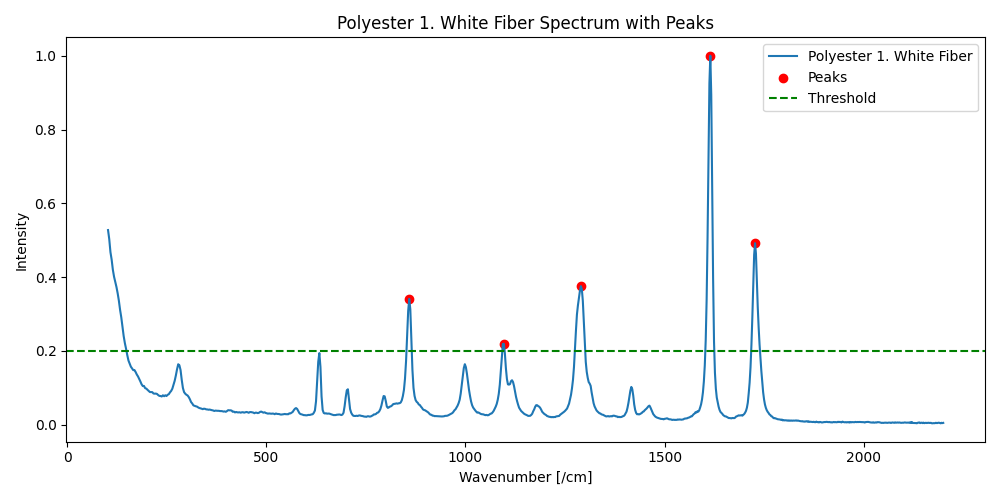 Polyester 1. White Fiber Spectrum with Peaks
Polyester 1. White Fiber
Peaks
Threshold
1.0
0.8
0.6
0.4
0.2
0.0
Intensity
0 500 1000 1500 2000
Wavenumber [/cm]